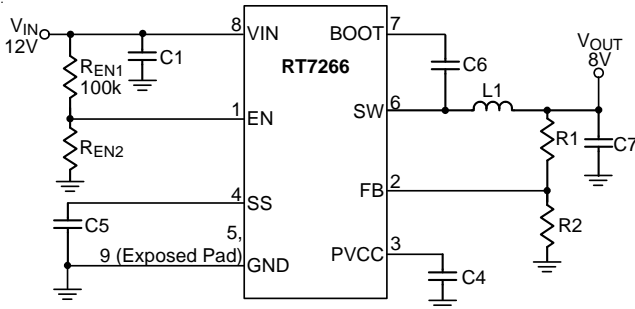 VIN
12V
REN1
100k
REN2
C1
8
VIN
BOOT
7
RT7266
C6
VOUT
8V
L1
SW
6
1
EN
R1
C7
4
SS
FB
2
C5
R2
5,
9 (Exposed Pad)
GND
PVCC
3
C4